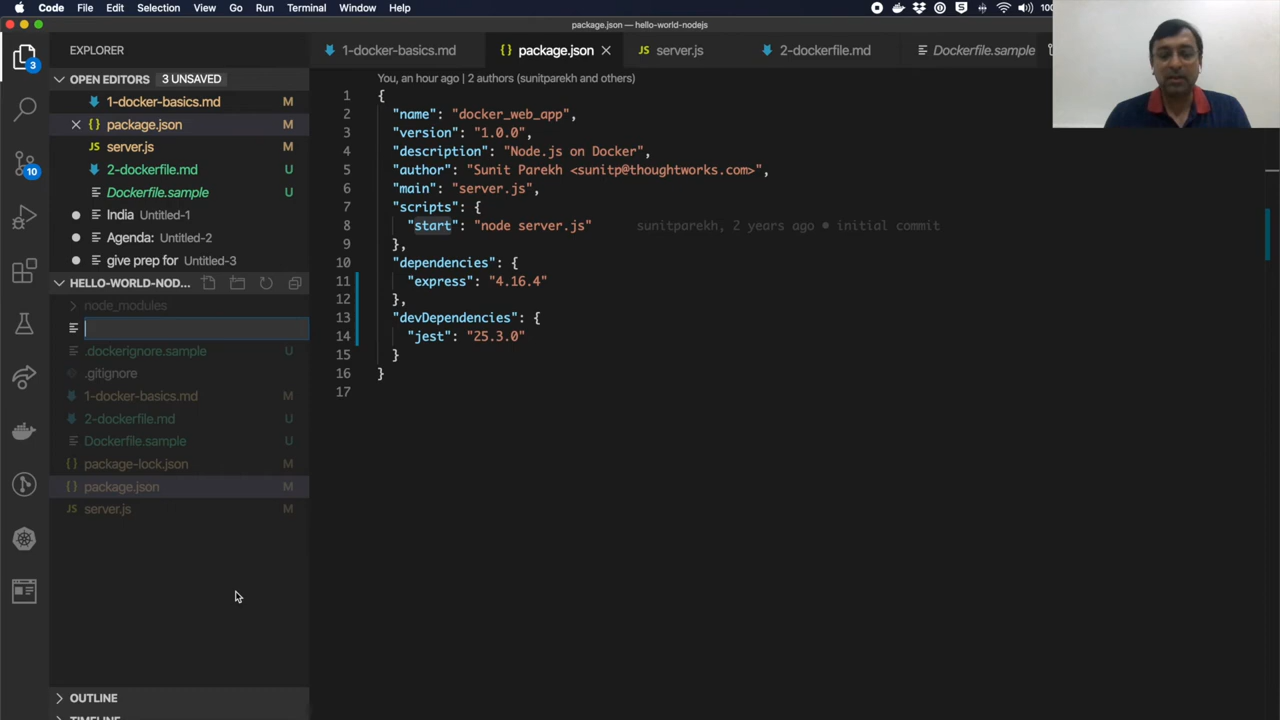 Code File Edit Selection View Go Run Terminal Window Help
package.json — hello-world-nodejs
EXPLORER
1-docker-basics.md
package.json
server.js
2-dockerfile.md
Dockerfile.sample
OPEN EDITORS 3 UNSAVED
1-docker-basics.md M
package.json M
server.js M
2-dockerfile.md U
Dockerfile.sample U
India Untitled-1
Agenda: Untitled-2
give prep for Untitled-3
HELLO-WORLD-NOD...
node_modules
.dockerignore.sample U
.gitignore
1-docker-basics.md M
2-dockerfile.md U
Dockerfile.sample U
package-lock.json M
package.json M
server.js M
OUTLINE
TIMELINE
3
10
You, an hour ago | 2 authors (sunitparekh and others)
1 {
2 "name": "docker_web_app",
3 "version": "1.0.0",
4 "description": "Node.js on Docker",
5 "author": "Sunit Parekh <sunitp@thoughtworks.com>",
6 "main": "server.js",
7 "scripts": {
8 "start": "node server.js" sunitparekh, 2 years ago • initial commit
9 },
10 "dependencies": {
11 "express": "4.16.4"
12 },
13 "devDependencies": {
14 "jest": "25.3.0"
15 }
16 }
17